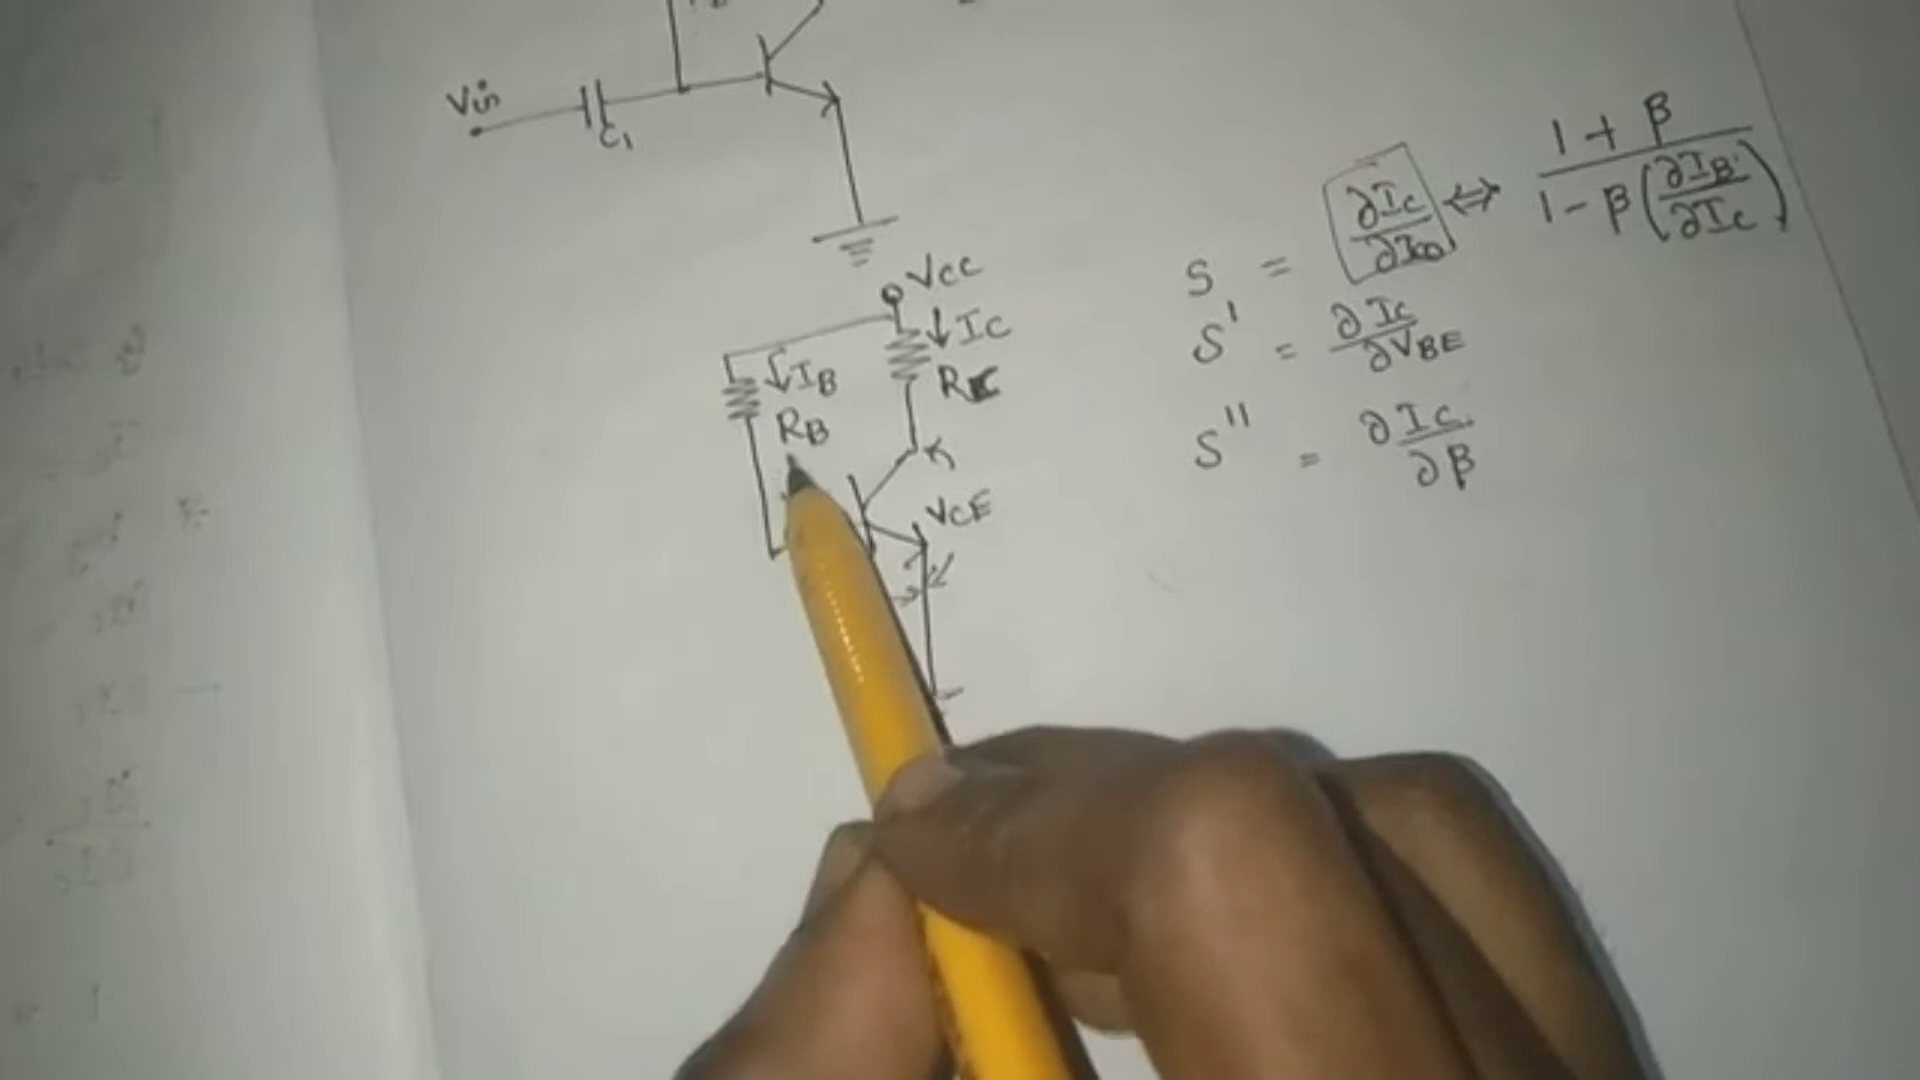 Vin
C1
VCC
IC
IB
RC
RB
VCE
S = ∂IC/∂ICO ⇔ 1 + β / 1 - β(∂IB/∂IC)
S' = ∂IC/∂VBE
S'' = ∂IC/∂β